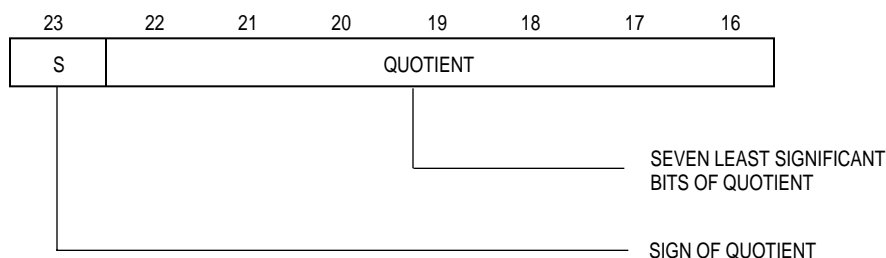 23 22 21 20 19 18 17 16
S QUOTIENT
SEVEN LEAST SIGNIFICANT
BITS OF QUOTIENT
SIGN OF QUOTIENT